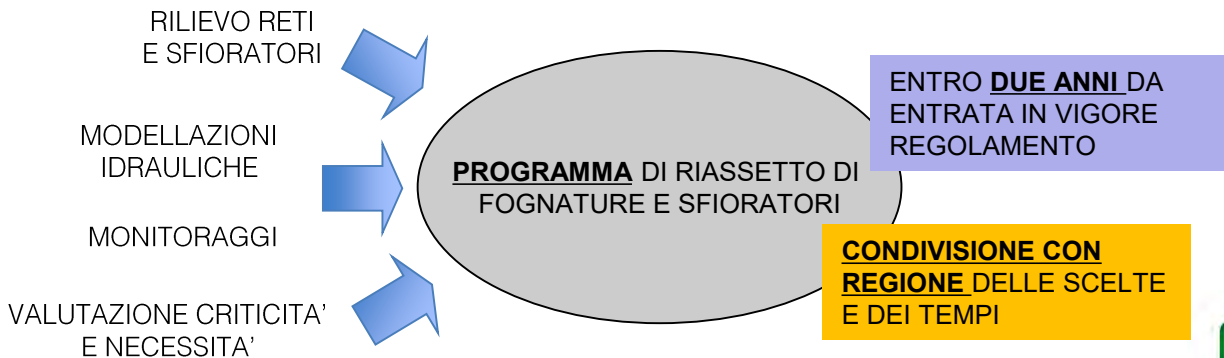 RILIEVO RETI
E SFIORATORI
MODELLAZIONI
IDRAULICHE
MONITORAGGI
VALUTAZIONE CRITICITA’
E NECESSITA’
PROGRAMMA DI RIASSETTO DI
FOGNATURE E SFIORATORI
ENTRO DUE ANNI DA
ENTRATA IN VIGORE
REGOLAMENTO
CONDIVISIONE CON
REGIONE DELLE SCELTE
E DEI TEMPI